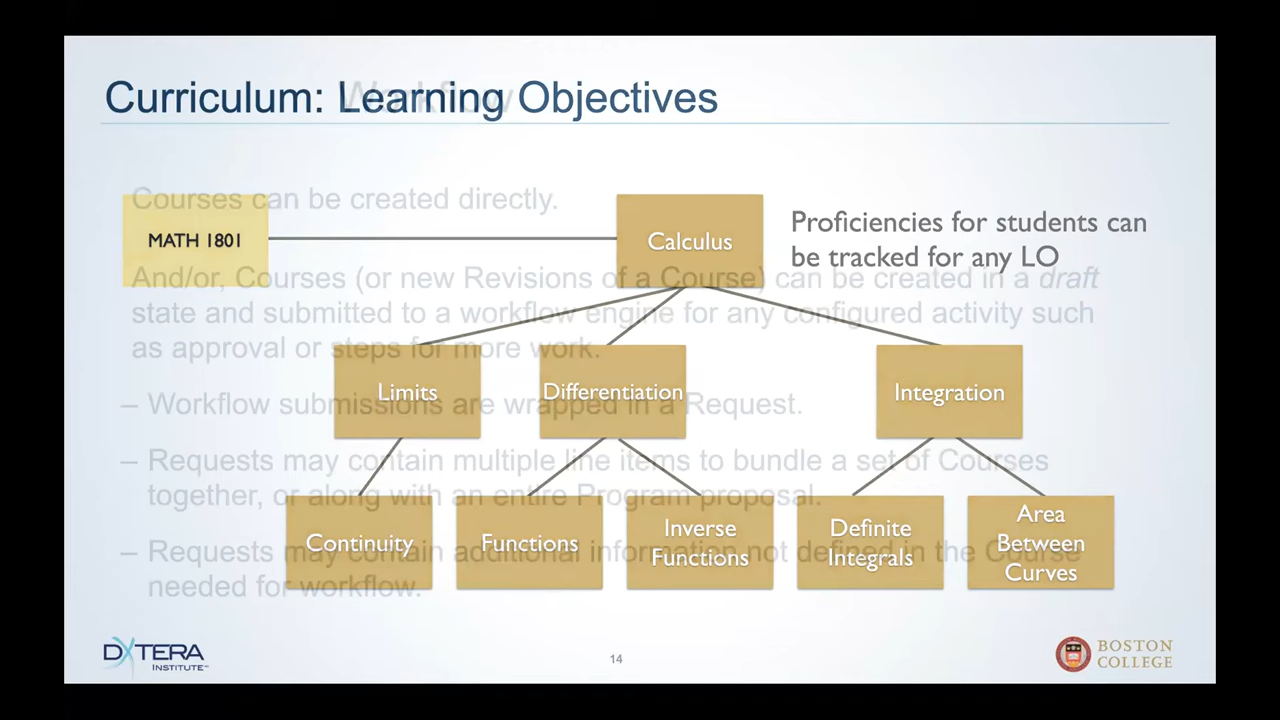 Curriculum: Learning Objectives
Workflow
Courses can be created directly.
MATH 1801
Calculus
Proficiencies for students can
be tracked for any LO
And/or, Courses (or new Revisions of a Course) can be created in a draft
state and submitted to a workflow engine for any configured activity such
as approval or steps for more work.
Limits
Differentiation
Integration
– Workflow submissions are wrapped in a Request.
– Requests may contain multiple line items to bundle a set of Courses
together, or along with an entire Program proposal.
Continuity
Functions
Inverse
Functions
Definite
Integrals
Area
Between
Curves
– Requests may contain additional information not defined in the Course
needed for workflow.
DXTERA
INSTITUTE
14
BOSTON
COLLEGE